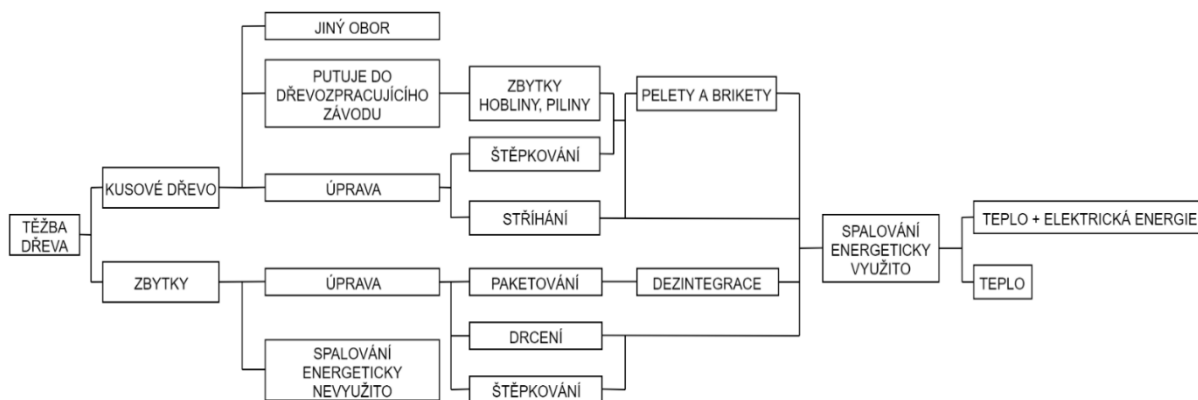 JINÝ OBOR
PUTUJE DO
DŘEVOZPRACUJÍCÍHO
ZÁVODU
ZBYTKY
HOBLINY, PILINY
PELETY A BRIKETY
ŠTĚPKOVÁNÍ
KUSOVÉ DŘEVO
ÚPRAVA
STŘÍHÁNÍ
TĚŽBA
DŘEVA
SPALOVÁNÍ
ENERGETICKY
VYUŽITO
TEPLO + ELEKTRICKÁ ENERGIE
ZBYTKY
ÚPRAVA
PAKETOVÁNÍ
DEZINTEGRACE
TEPLO
DRCENÍ
SPALOVÁNÍ
ENERGETICKY
NEVYUŽITO
ŠTĚPKOVÁNÍ